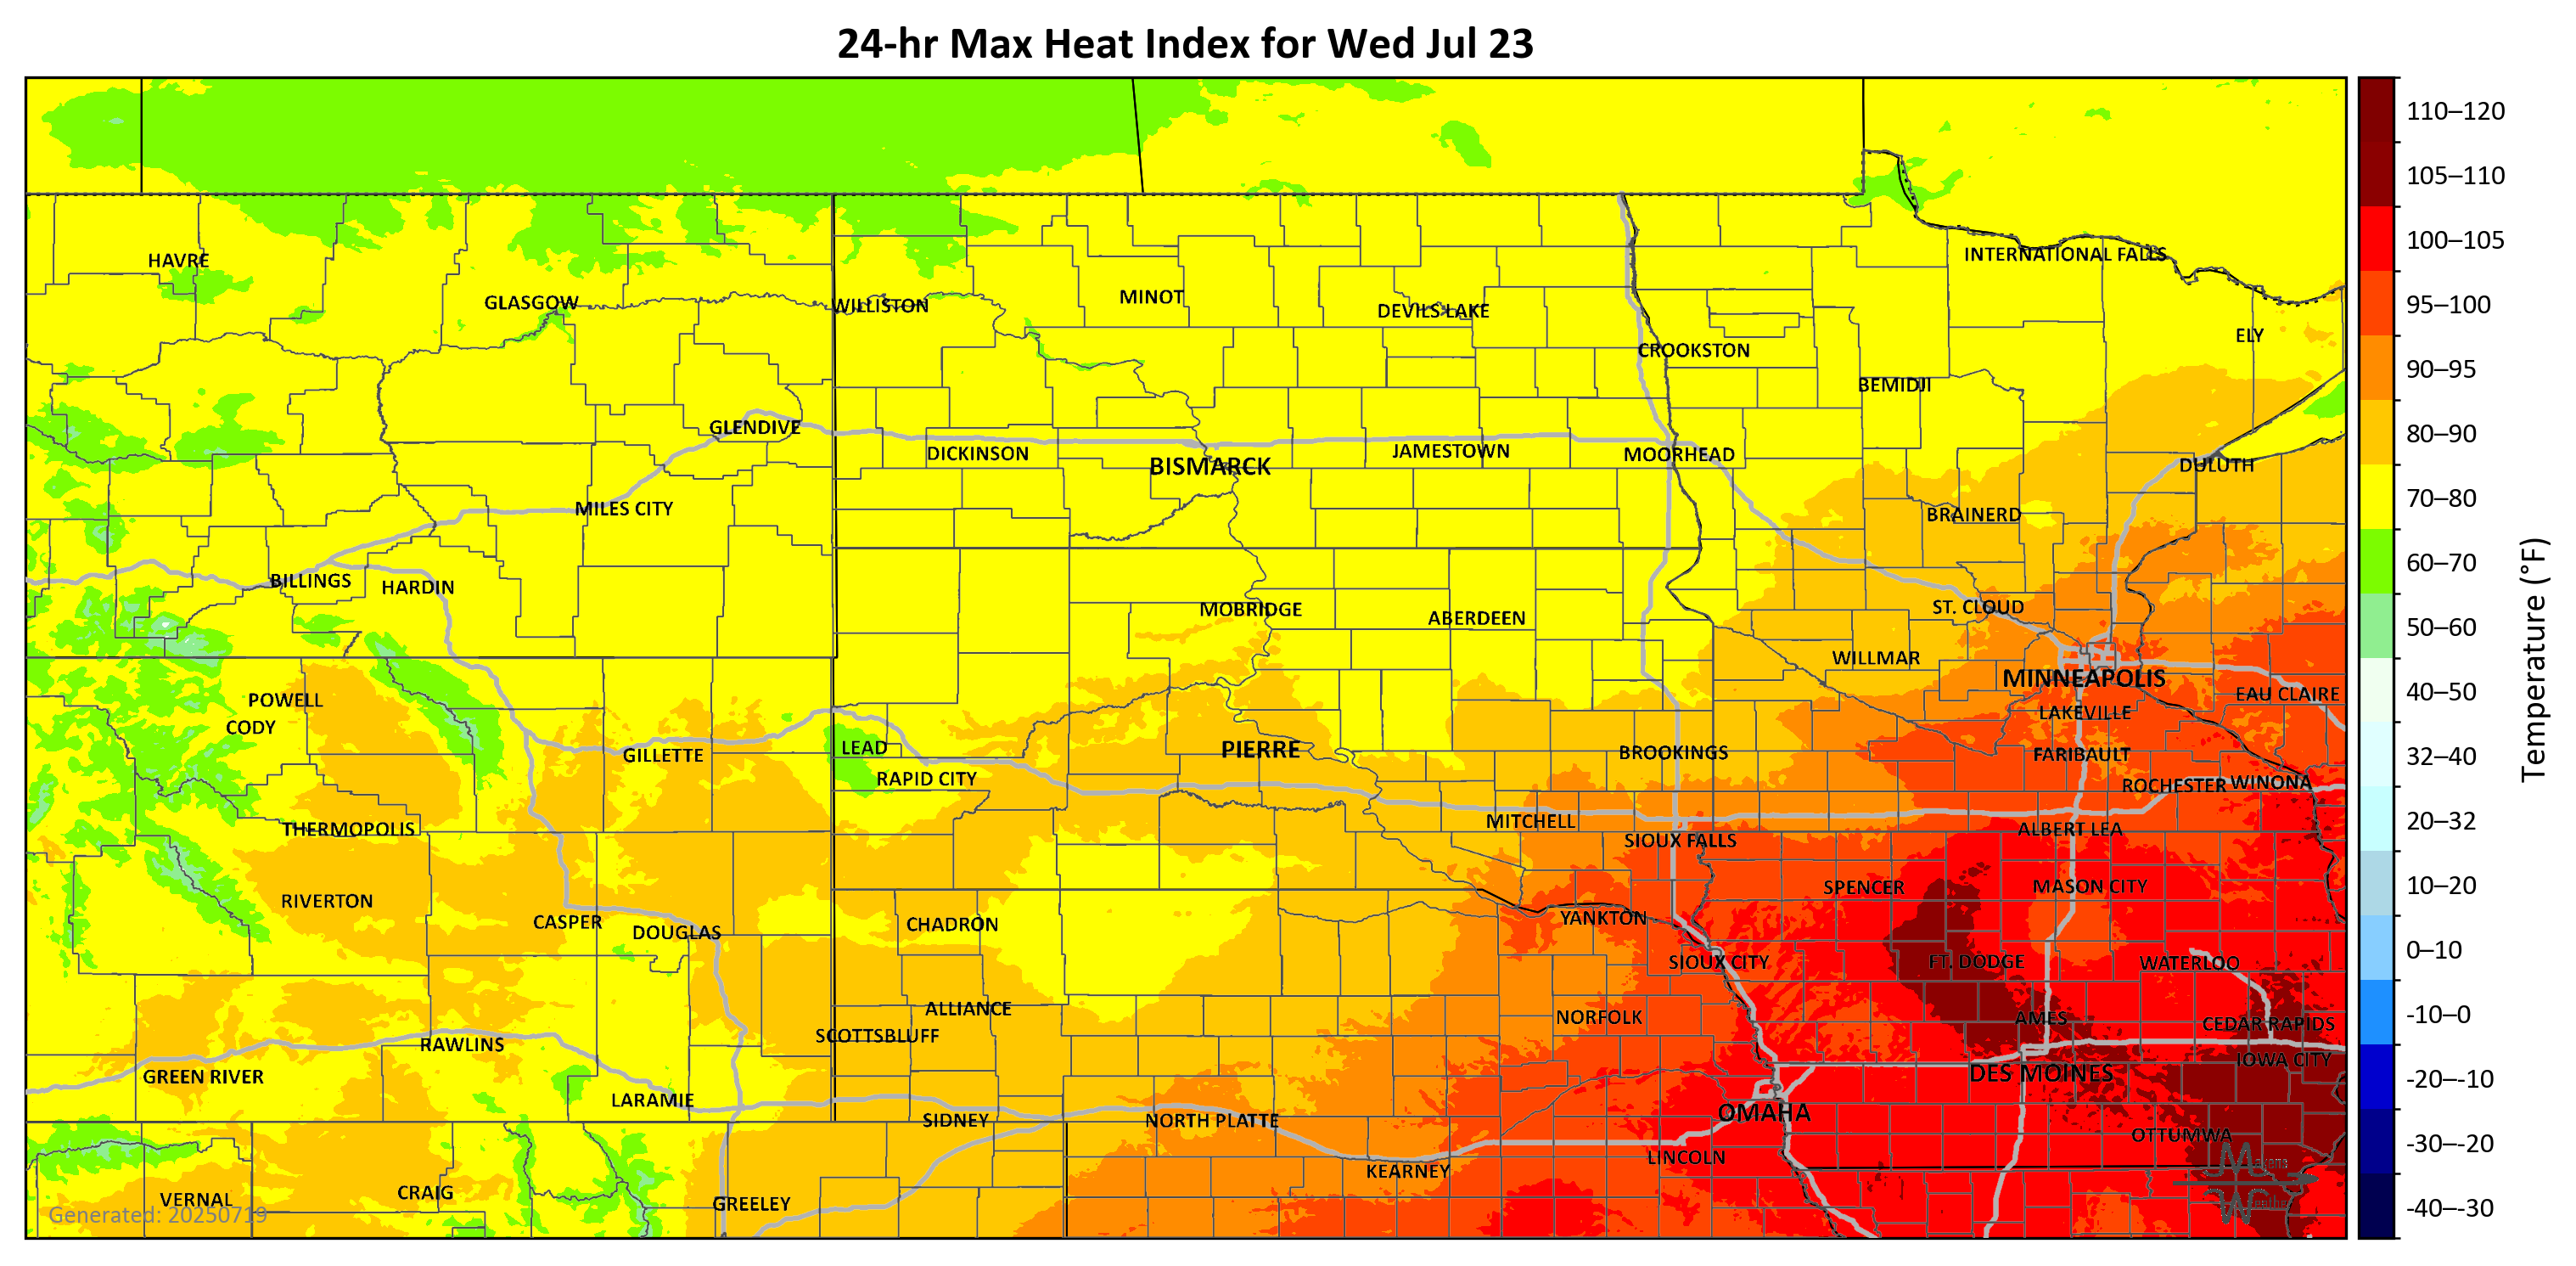 24-hr Max Heat Index for Wed Jul 23
110–120
105–110
100–105
95–100
90–95
80–90
70–80
60–70
50–60
40–50
32–40
20–32
10–20
0–10
-10–0
-20–-10
-30–-20
-40–-30
Temperature (°F)
HAVRE
INTERNATIONAL FALLS
GLASGOW
WILLISTON
MINOT
DEVILS LAKE
ELY
CROOKSTON
BEMIDJI
GLENDIVE
DICKINSON
BISMARCK
JAMESTOWN
MOORHEAD
DULUTH
MILES CITY
BRAINERD
BILLINGS
HARDIN
MOBRIDGE
ABERDEEN
ST. CLOUD
WILLMAR
MINNEAPOLIS
EAU CLAIRE
POWELL
CODY
LAKEVILLE
GILLETTE
LEAD
RAPID CITY
PIERRE
BROOKINGS
FARIBAULT
ROCHESTER
WINONA
THERMOPOLIS
MITCHELL
SIOUX FALLS
ALBERT LEA
RIVERTON
SPENCER
MASON CITY
CASPER
DOUGLAS
CHADRON
YANKTON
SIOUX CITY
FT. DODGE
WATERLOO
ALLIANCE
SCOTTSBLUFF
NORFOLK
AMES
CEDAR RAPIDS
RAWLINS
IOWA CITY
GREEN RIVER
DES MOINES
LARAMIE
SIDNEY
NORTH PLATTE
OMAHA
OTTUMWA
LINCOLN
KEARNEY
VERNAL
CRAIG
GREELEY
Generated: 20250719